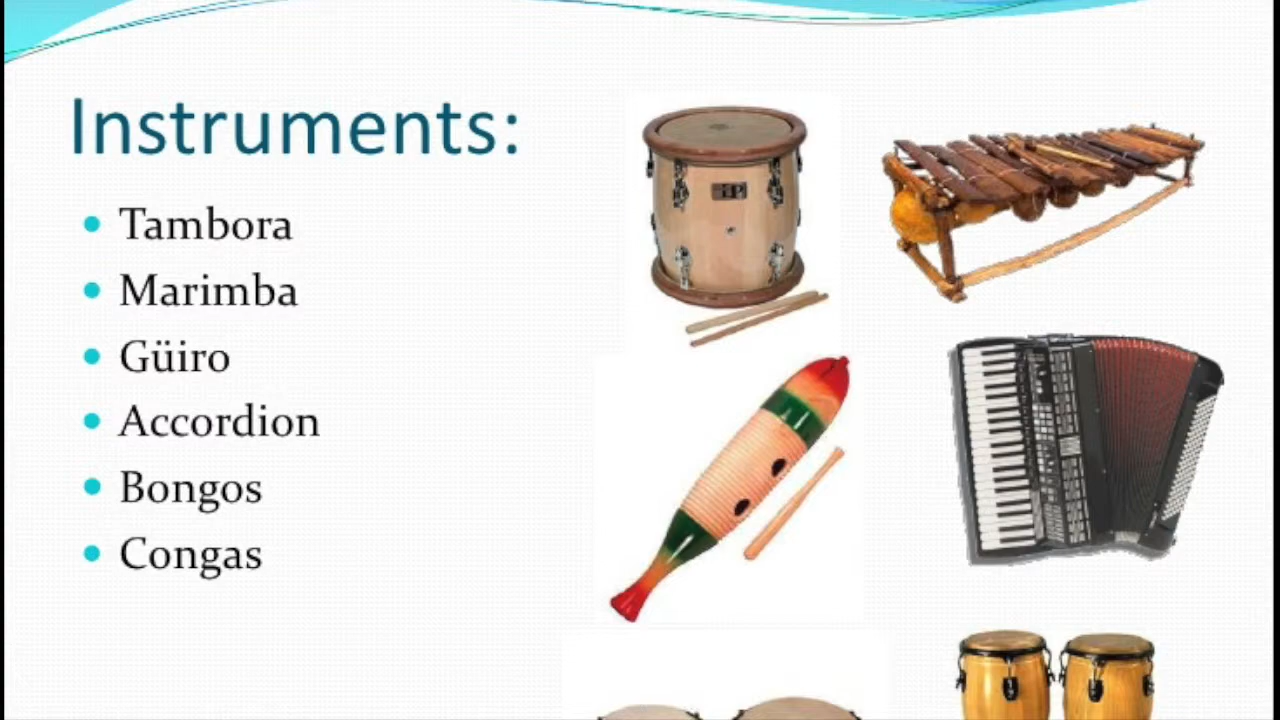 Instruments:
Tambora
Marimba
Güiro
Accordion
Bongos
Congas